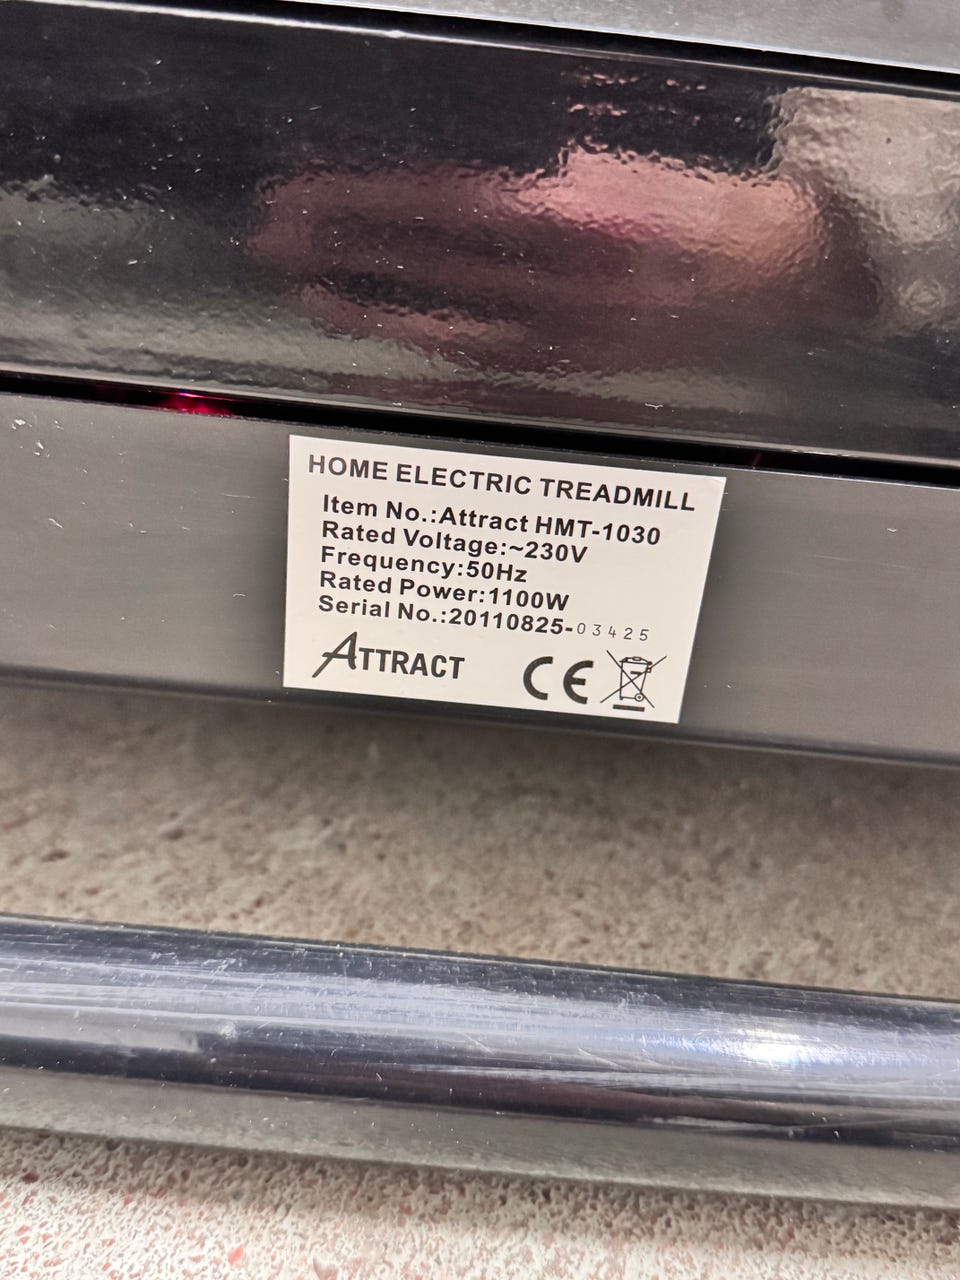 HOME ELECTRIC TREADMILL
Item No.:Attract HMT-1030
Rated Voltage:~230V
Frequency:50Hz
Rated Power:1100W
Serial No.:20110825-03425
ATTRACT
CE